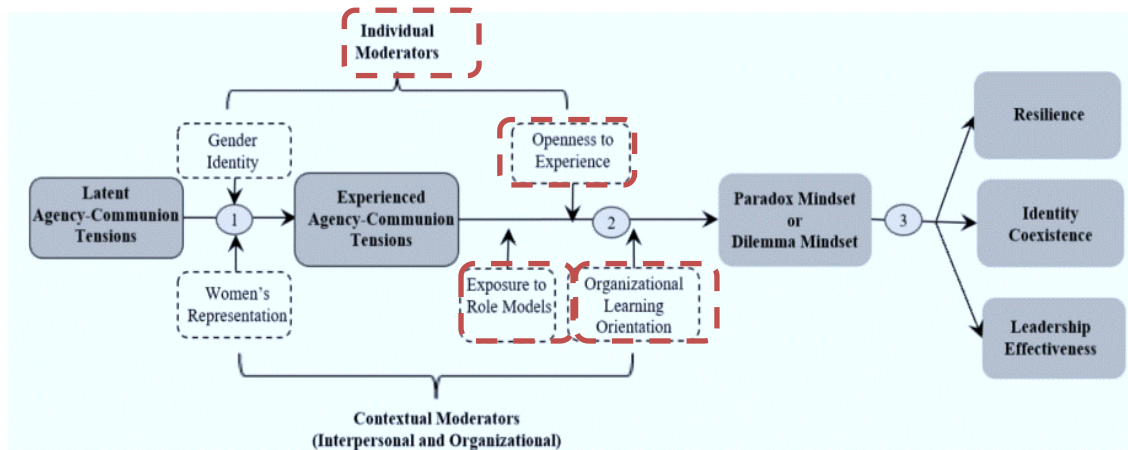 Individual
Moderators
Gender
Identity
Openness to
Experience
Latent
Agency-Communion
Tensions
1
Experienced
Agency-Communion
Tensions
2
Paradox Mindset
or
Dilemma Mindset
3
Resilience
Identity
Coexistence
Leadership
Effectiveness
Women's
Representation
Exposure to
Role Models
Organizational
Learning
Orientation
Contextual Moderators
(Interpersonal and Organizational)